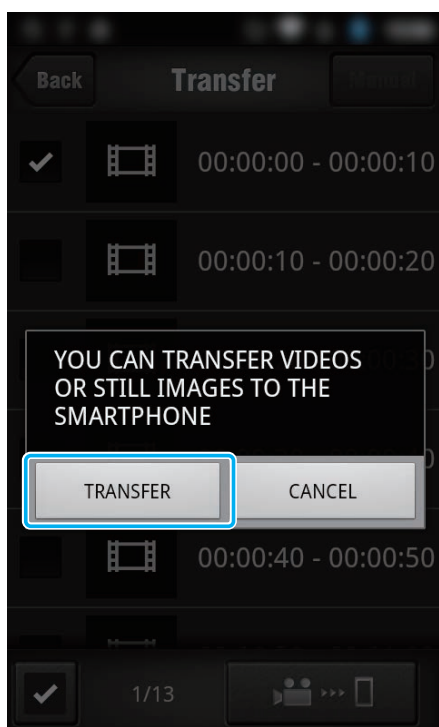 Back Transfer
00:00:00 - 00:00:10
00:00:10 - 00:00:20
YOU CAN TRANSFER VIDEOS
OR STILL IMAGES TO THE
SMARTPHONE
TRANSFER CANCEL
00:00:40 - 00:00:50
1/13